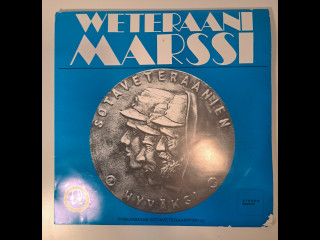 WETERAANI
MARSSI
SOTAVETERAANIEN
HYVÄKSI